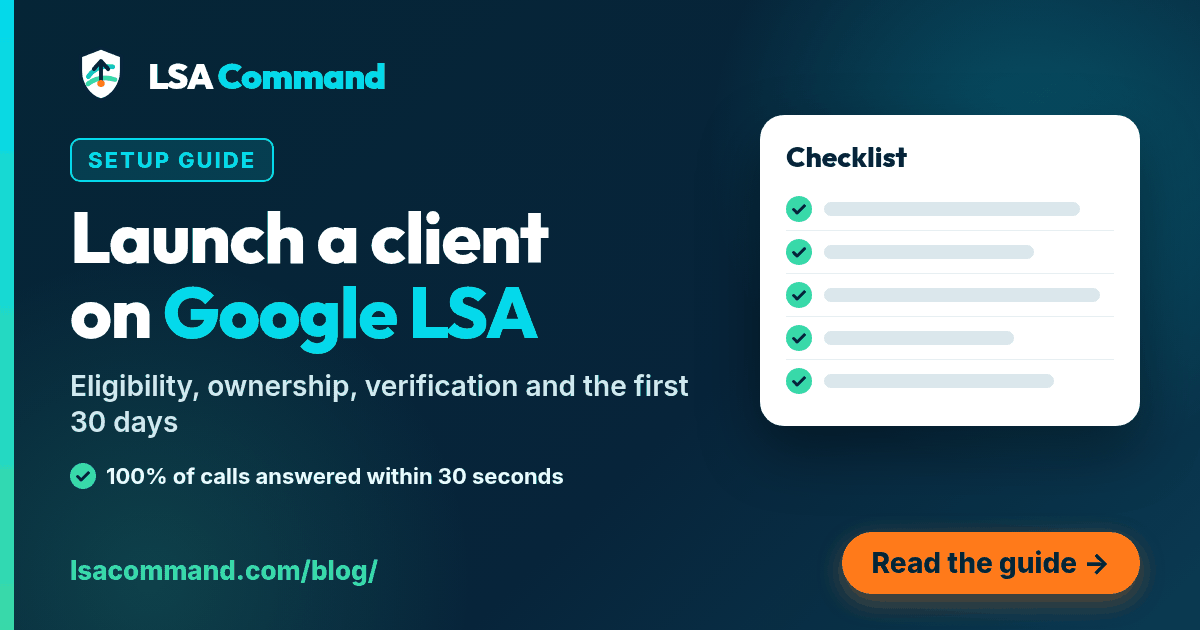 LSA Command
SETUP GUIDE
Launch a client
on Google LSA
Eligibility, ownership, verification and the first
30 days
100% of calls answered within 30 seconds
lsacommand.com/blog/
Checklist
Read the guide →